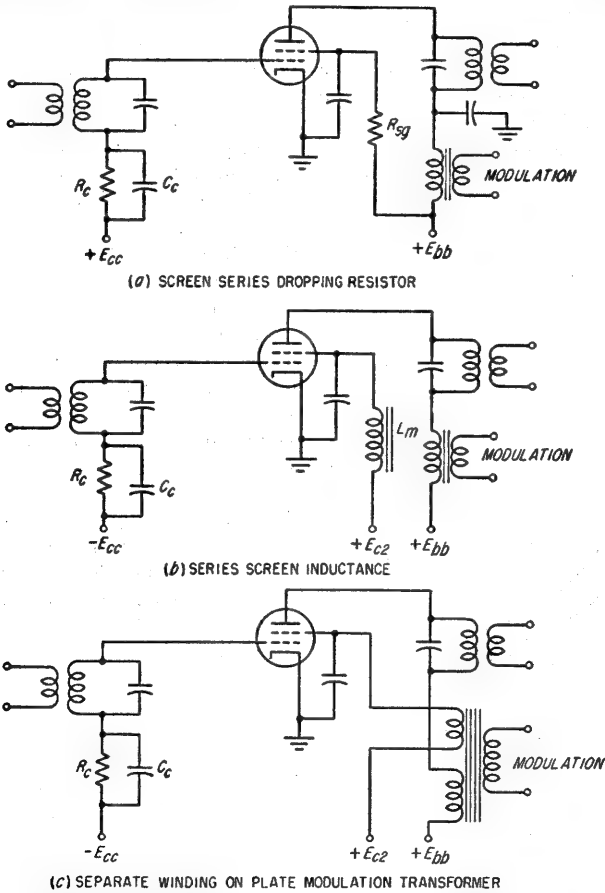 R_sg
R_c
C_c
MODULATION
+E_cc
+E_bb
(a) SCREEN SERIES DROPPING RESISTOR
L_m
R_c
C_c
MODULATION
-E_cc
+E_c2
+E_bb
(b) SERIES SCREEN INDUCTANCE
R_c
C_c
MODULATION
-E_cc
+E_c2
+E_bb
(c) SEPARATE WINDING ON PLATE MODULATION TRANSFORMER